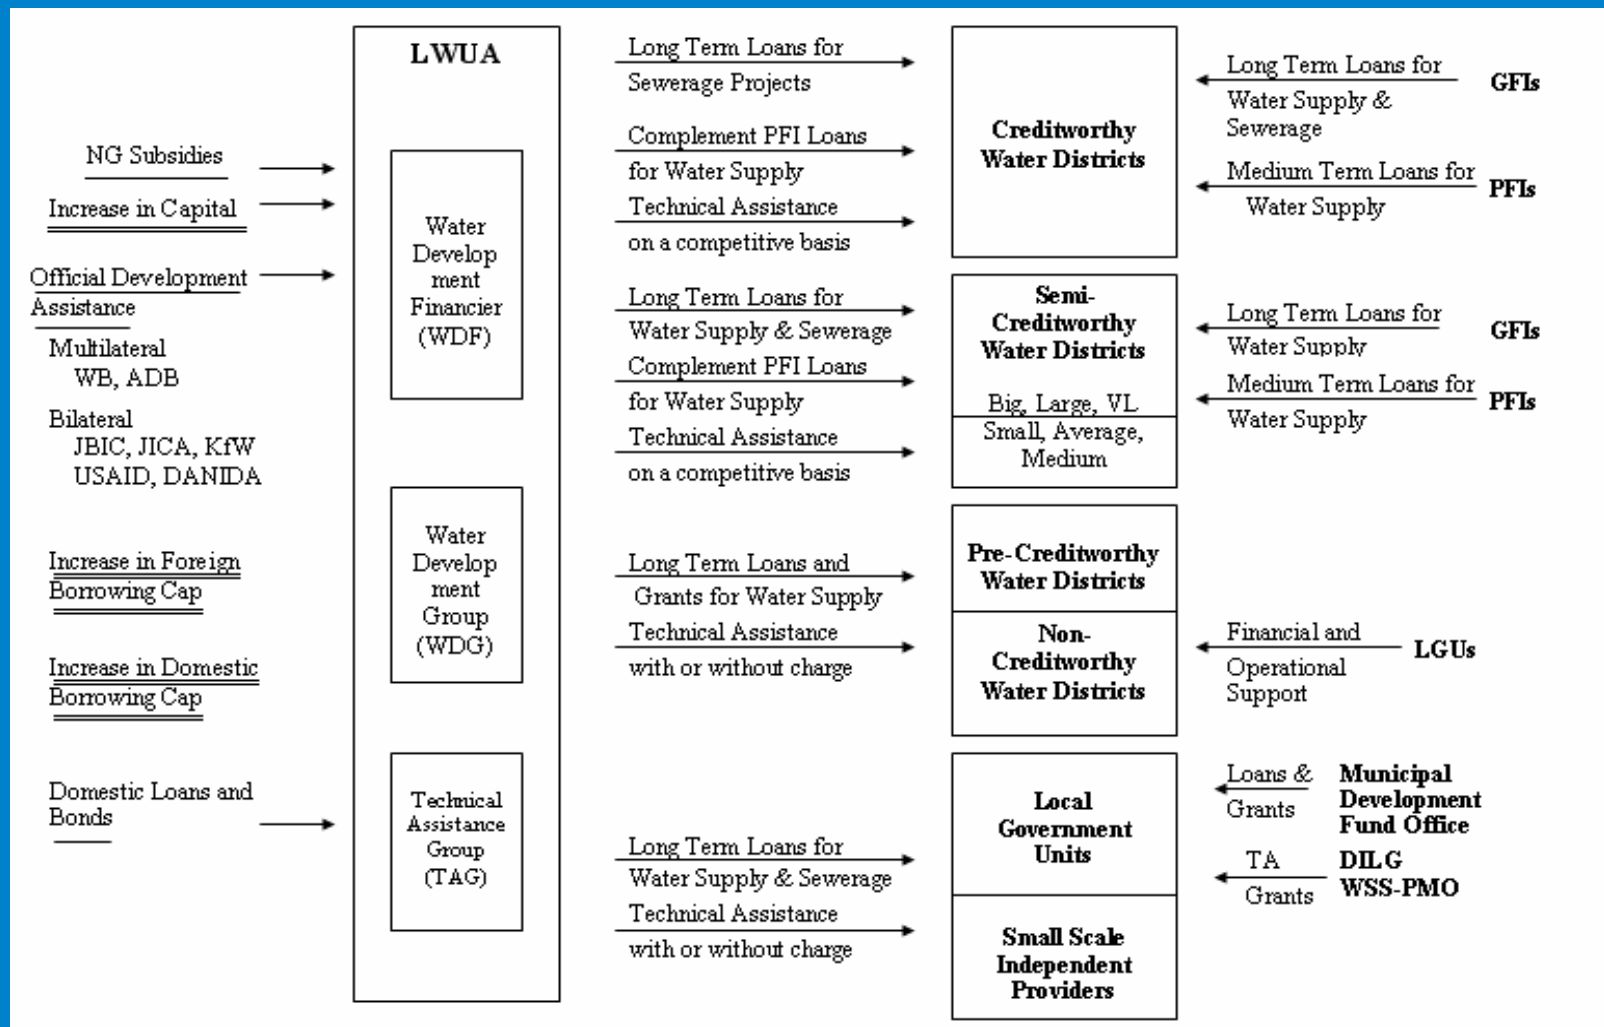 LWUA
NG Subsidies
Increase in Capital
Official Development
Assistance
Multilateral
WB, ADB
Bilateral
JBIC, JICA, KfW
USAID, DANIDA
Increase in Foreign
Borrowing Cap
Increase in Domestic
Borrowing Cap
Domestic Loans and
Bonds
Water
Develop
ment
Financier
(WDF)
Water
Develop
ment
Group
(WDG)
Technical
Assistance
Group
(TAG)
Long Term Loans for
Sewerage Projects
Complement PFI Loans
for Water Supply
Technical Assistance
on a competitive basis
Long Term Loans for
Water Supply & Sewerage
Complement PFI Loans
for Water Supply
Technical Assistance
on a competitive basis
Long Term Loans and
Grants for Water Supply
Technical Assistance
with or without charge
Long Term Loans for
Water Supply & Sewerage
Technical Assistance
with or without charge
Creditworthy
Water Districts
Semi-
Creditworthy
Water Districts
Big, Large, VL
Small, Average,
Medium
Pre-Creditworthy
Water Districts
Non-
Creditworthy
Water Districts
Local
Government
Units
Small Scale
Independent
Providers
Long Term Loans for
Water Supply &
Sewerage
GFIs
Medium Term Loans for
Water Supply
PFIs
Long Term Loans for
Water Supply
GFIs
Medium Term Loans for
Water Supply
PFIs
Financial and
Operational
Support
LGUs
Loans &
Grants
Municipal
Development
Fund Office
TA
Grants
DILG
WSS-PMO